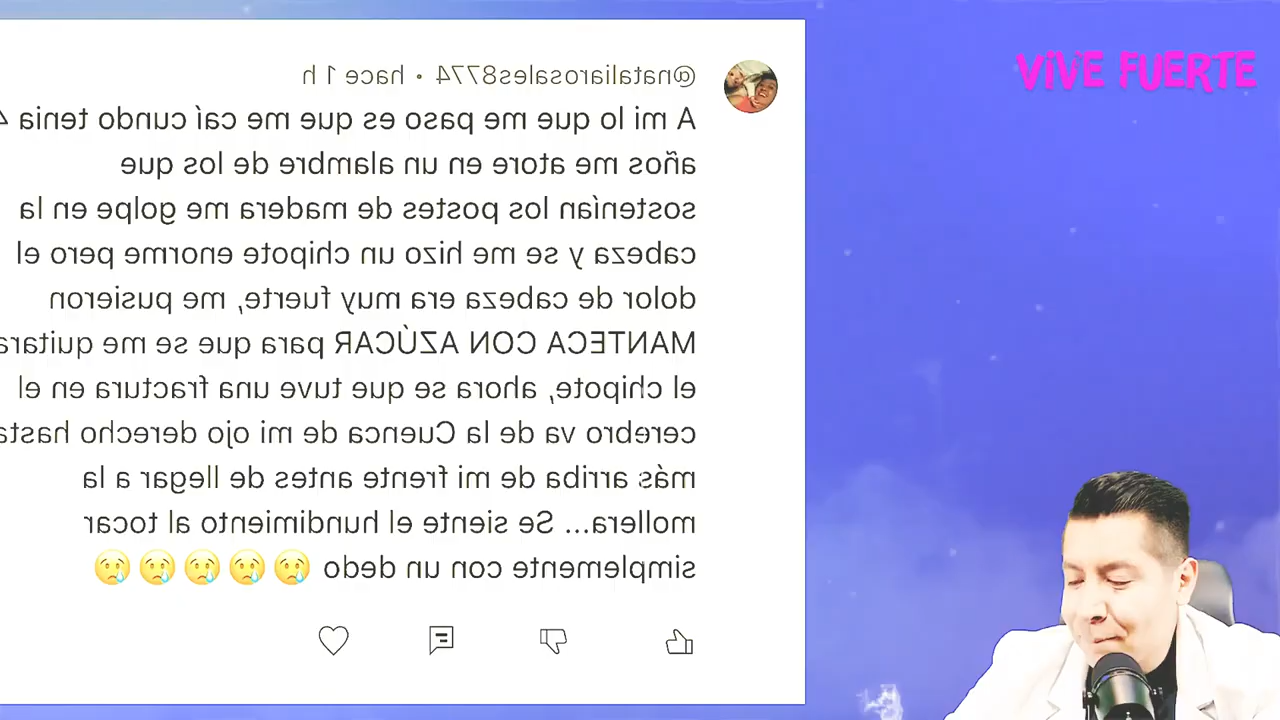 @nataliarosales8774 • hace 1 h
A mi lo que me paso es que me caí cundo tenia 4
años me atore en un alambre de los que
sostenían los postes de madera me golpe en la
cabeza y se me hizo un chipote enorme pero el
dolor de cabeza era muy fuerte, me pusieron
MANTECA CON AZÚCAR para que se me quitara
el chipote, ahora se que tuve una fractura en el
cerebro va de la Cuenca de mi ojo derecho hasta
más arriba de mi frente antes de llegar a la
mollera... Se siente el hundimiento al tocar
simplemente con un dedo 😢😢😢😢😢
VIVE FUERTE